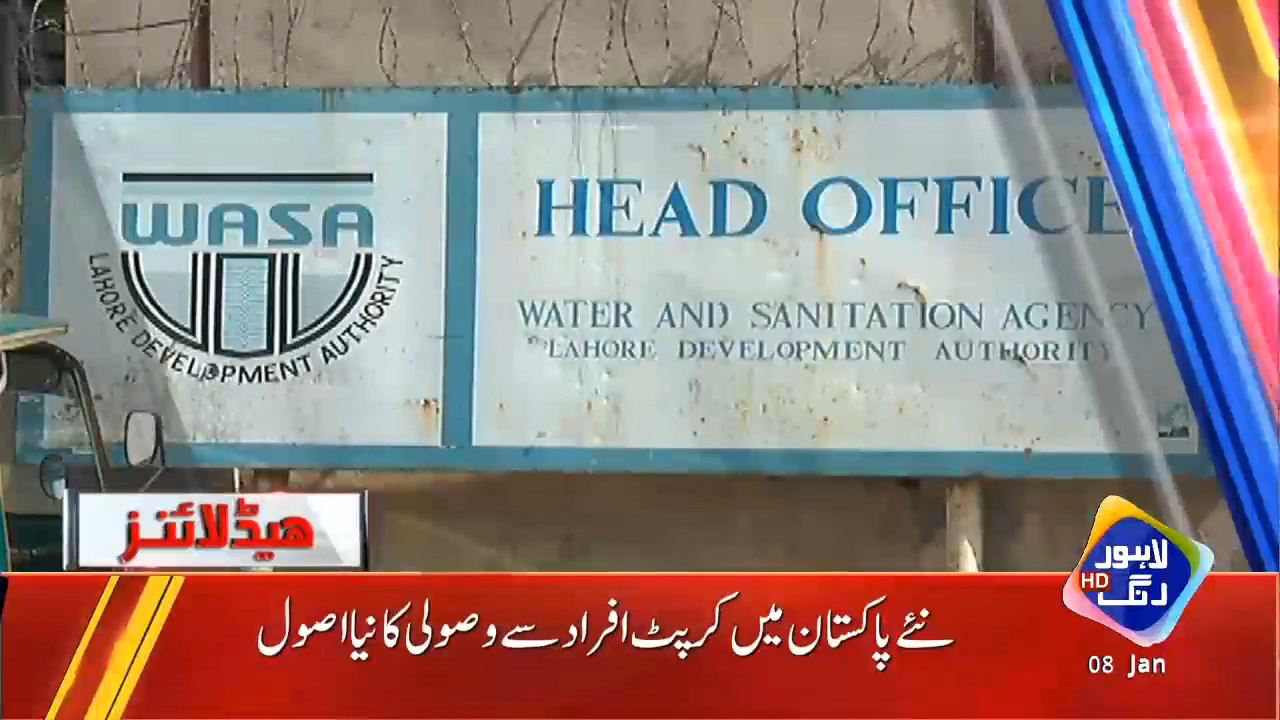 WASA
LAHORE DEVELOPMENT AUTHORITY
HEAD OFFICE
WATER AND SANITATION AGENCY
LAHORE DEVELOPMENT AUTHORITY
ھیڈلائنز
لاہور
HD
رنگ
نئے پاکستان میں کرپٹ افراد سے وصولی کا نیا اصول
08 Jan